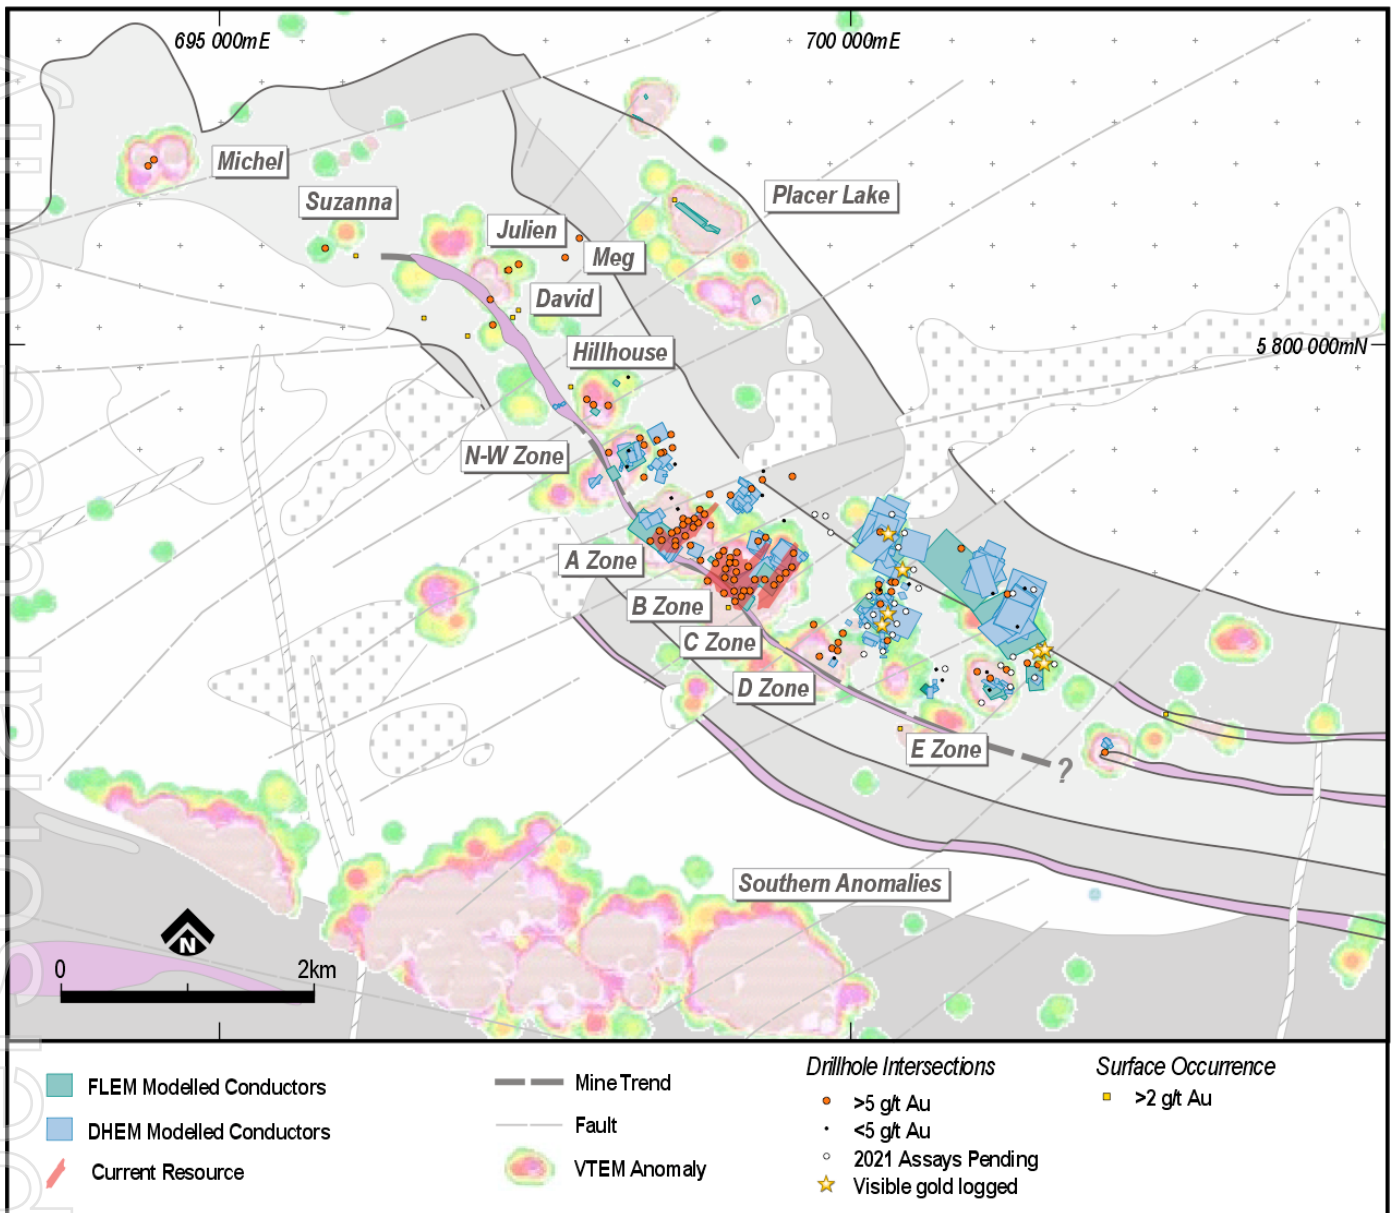 695 000mE
700 000mE
Michel
Placer Lake
Suzanna
Julien
Meg
David
5 800 000mN
Hillhouse
N-W Zone
A Zone
B Zone
C Zone
D Zone
E Zone
?
Southern Anomalies
N
0
2km
FLEM Modelled Conductors
DHEM Modelled Conductors
Current Resource
Mine Trend
Fault
VTEM Anomaly
Drillhole Intersections
>5 g/t Au
<5 g/t Au
2021 Assays Pending
Visible gold logged
Surface Occurrence
>2 g/t Au